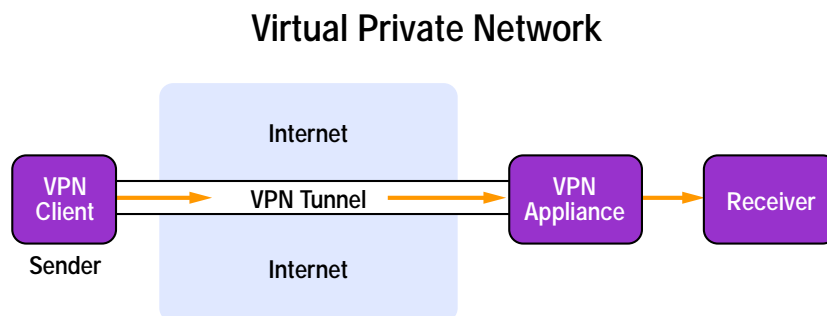 Virtual Private Network
Internet
VPN
Client
VPN Tunnel
VPN
Appliance
Receiver
Sender
Internet